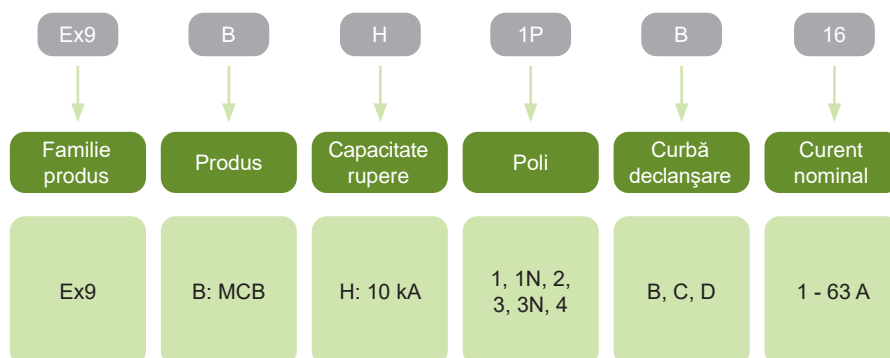 Ex9
B
H
1P
B
16
Familie
produs
Produs
Capacitate
rupere
Poli
Curbă
declanşare
Curent
nominal
Ex9
B: MCB
H: 10 kA
1, 1N, 2,
3, 3N, 4
B, C, D
1 - 63 A